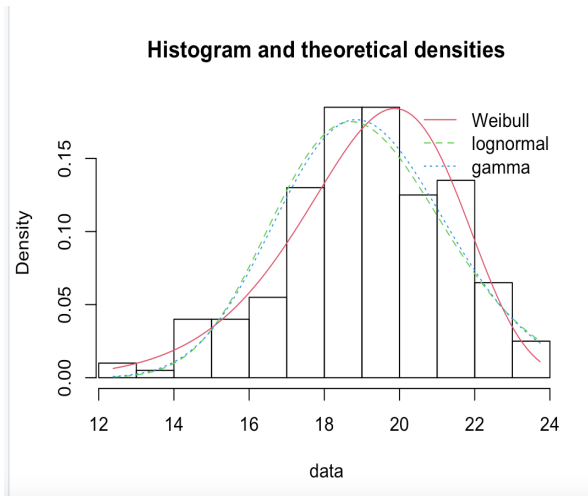 Histogram and theoretical densities
Weibull
lognormal
gamma
Density
0.15
0.10
0.05
0.00
12 14 16 18 20 22 24
data